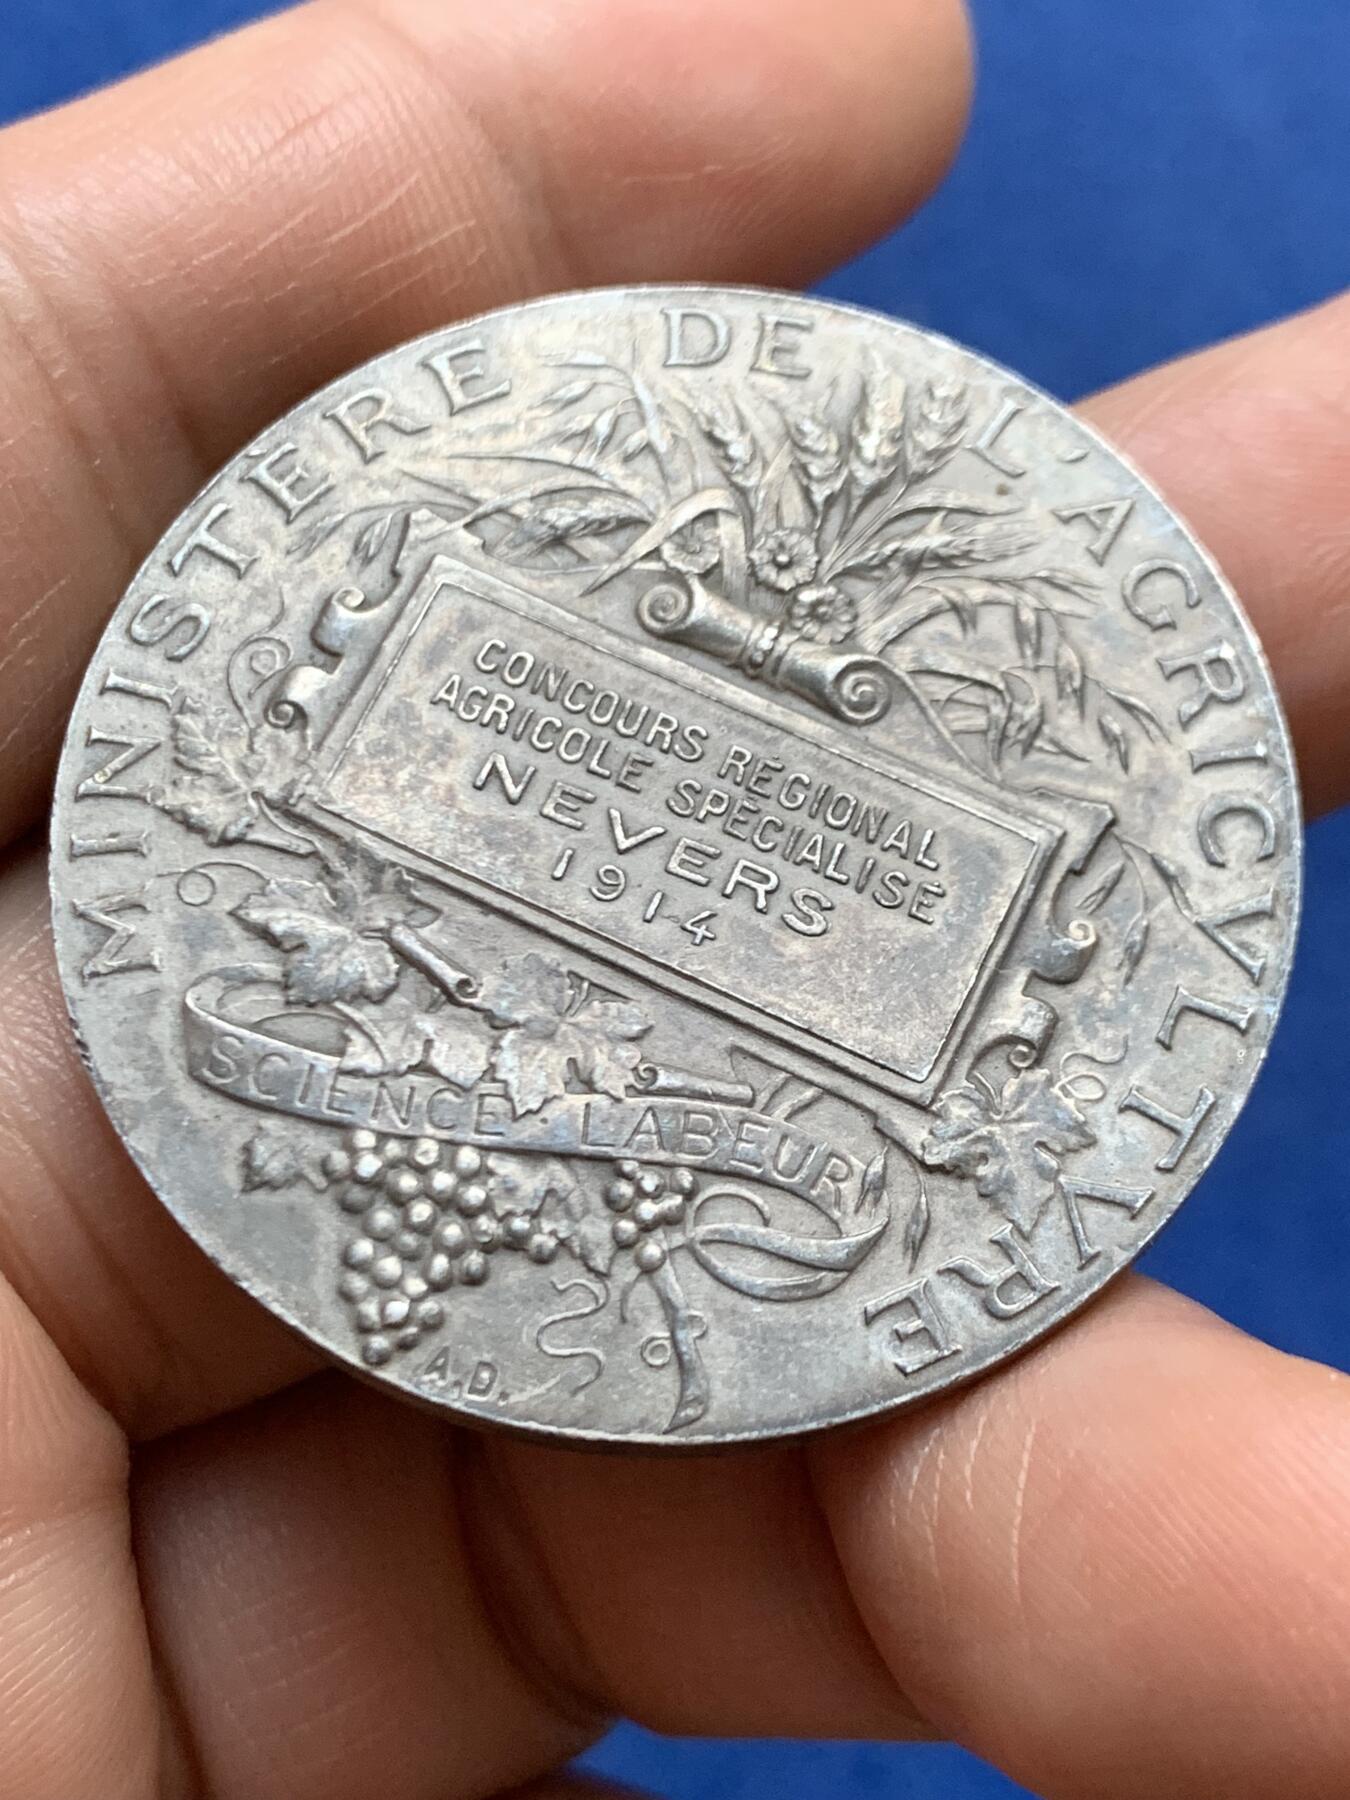 MINISTÈRE DE L'AGRICVLTVRE
CONCOURS RÉGIONAL
AGRICOLE SPÉCIALISÉ
NEVERS
1914
SCIENCE LABEUR
A.D.